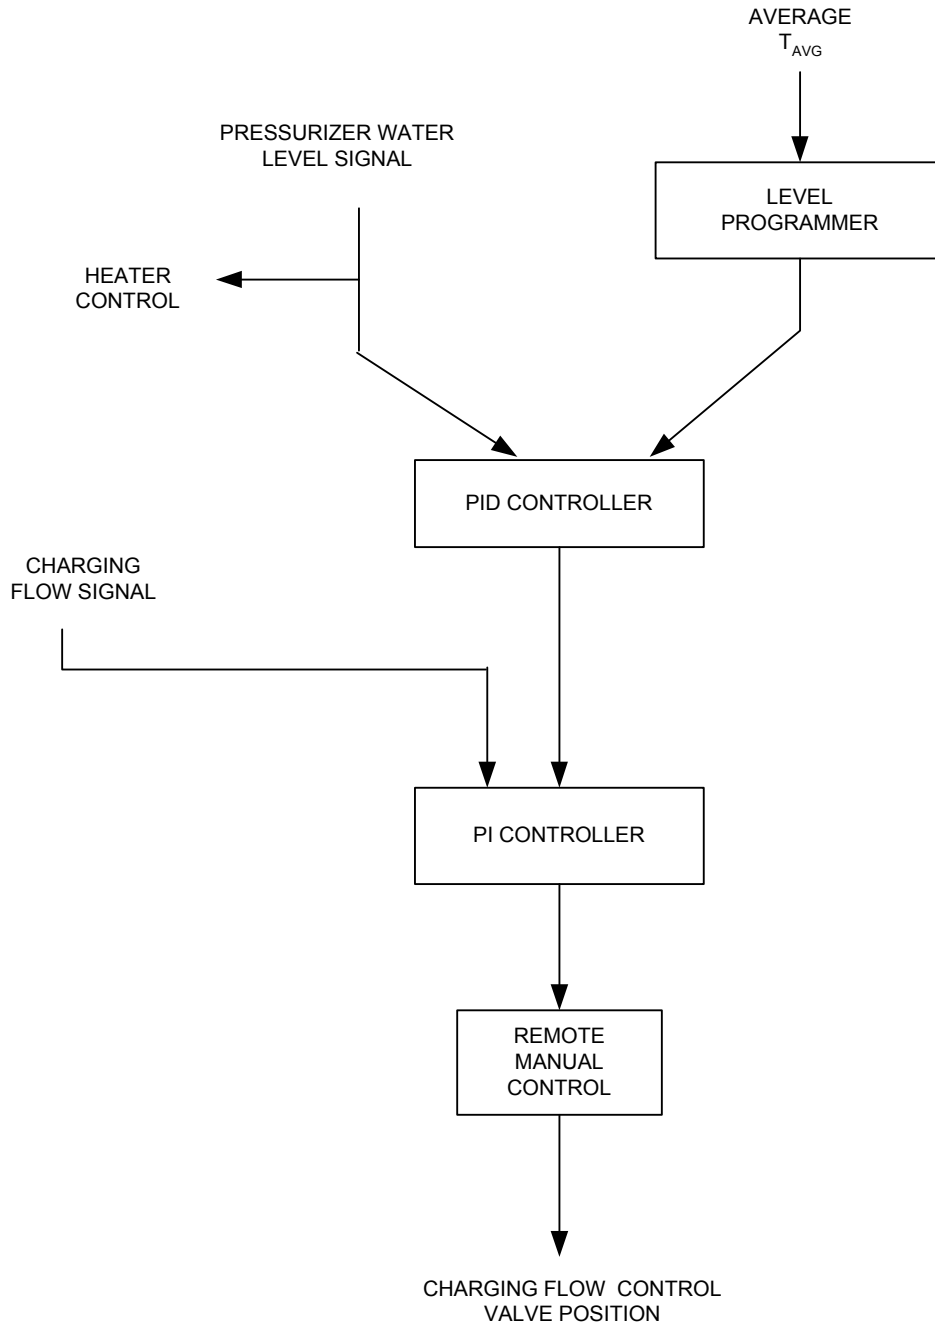 AVERAGE
T_AVG
PRESSURIZER WATER
LEVEL SIGNAL
LEVEL
PROGRAMMER
HEATER
CONTROL
PID CONTROLLER
CHARGING
FLOW SIGNAL
PI CONTROLLER
REMOTE
MANUAL
CONTROL
CHARGING FLOW CONTROL
VALVE POSITION